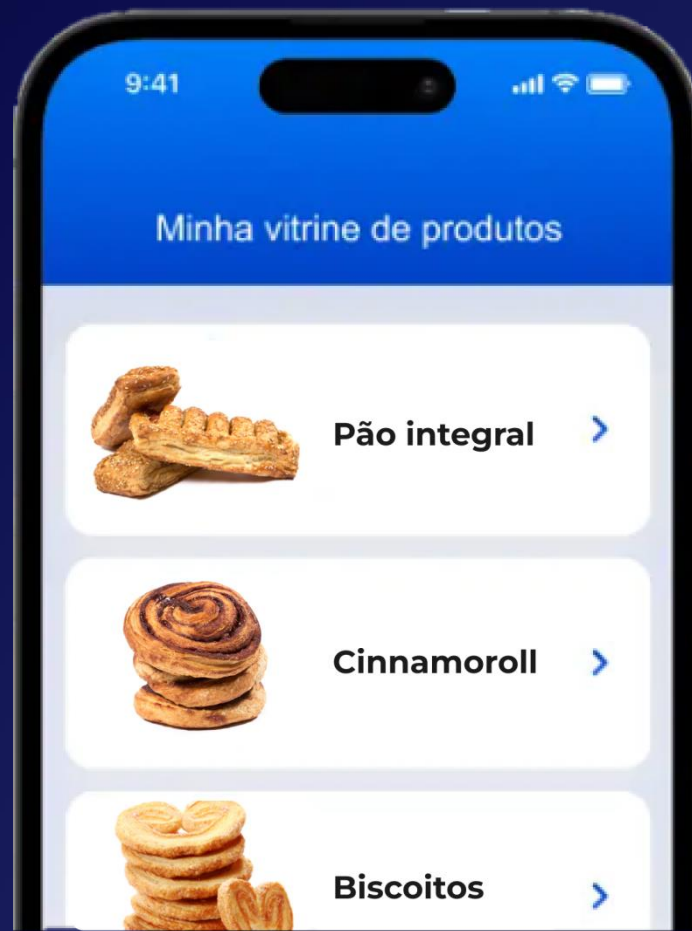 9:41
Minha vitrine de produtos
Pão integral
Cinnamoroll
Biscoitos